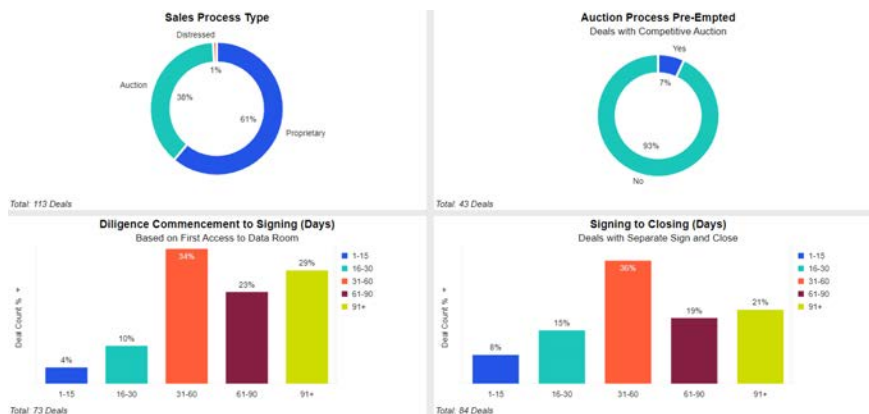 Sales Process Type
Distressed
1%
Auction
38%
61%
Proprietary
Total: 113 Deals
Auction Process Pre-Empted
Deals with Competitive Auction
Yes
7%
93%
No
Total: 43 Deals
Diligence Commencement to Signing (Days)
Based on First Access to Data Room
Deal Count %
4%
10%
34%
23%
29%
1-15
16-30
31-60
61-90
91+
1-15
16-30
31-60
61-90
91+
Total: 73 Deals
Signing to Closing (Days)
Deals with Separate Sign and Close
Deal Count %
8%
15%
36%
19%
21%
1-15
16-30
31-60
61-90
91+
1-15
16-30
31-60
61-90
91+
Total: 84 Deals